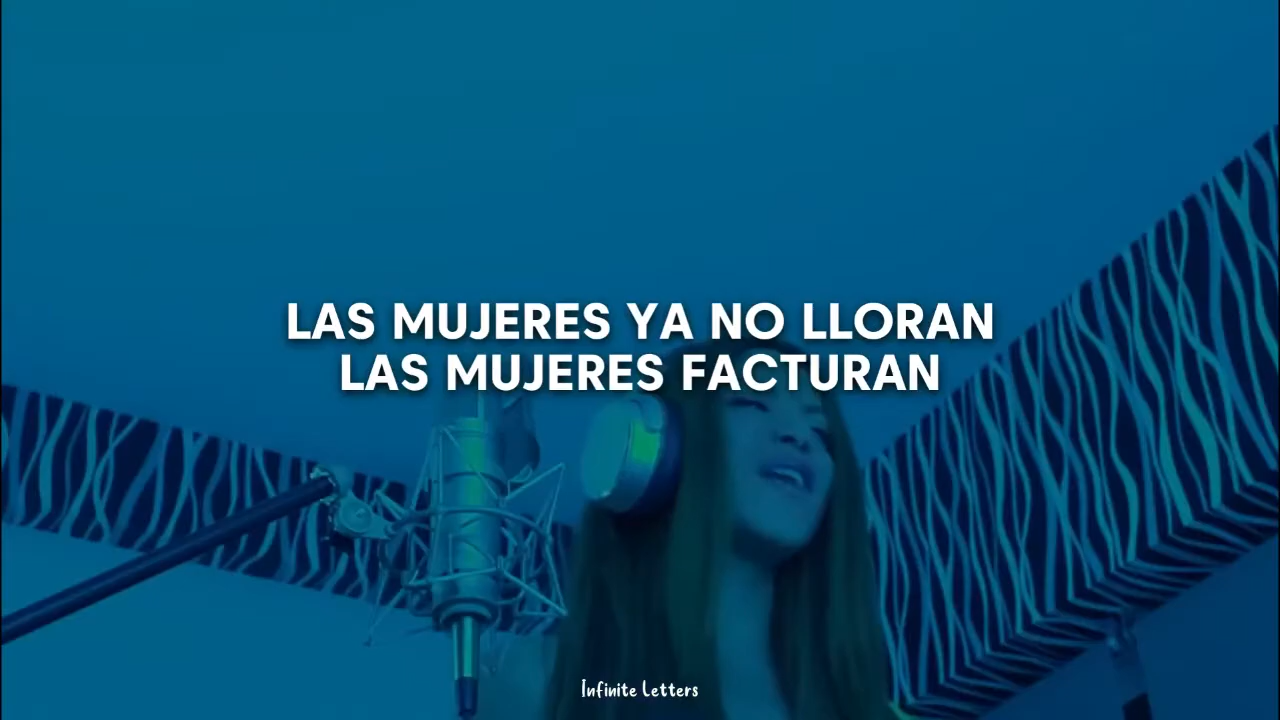 LAS MUJERES YA NO LLORAN
LAS MUJERES FACTURAN
Infinite Letters